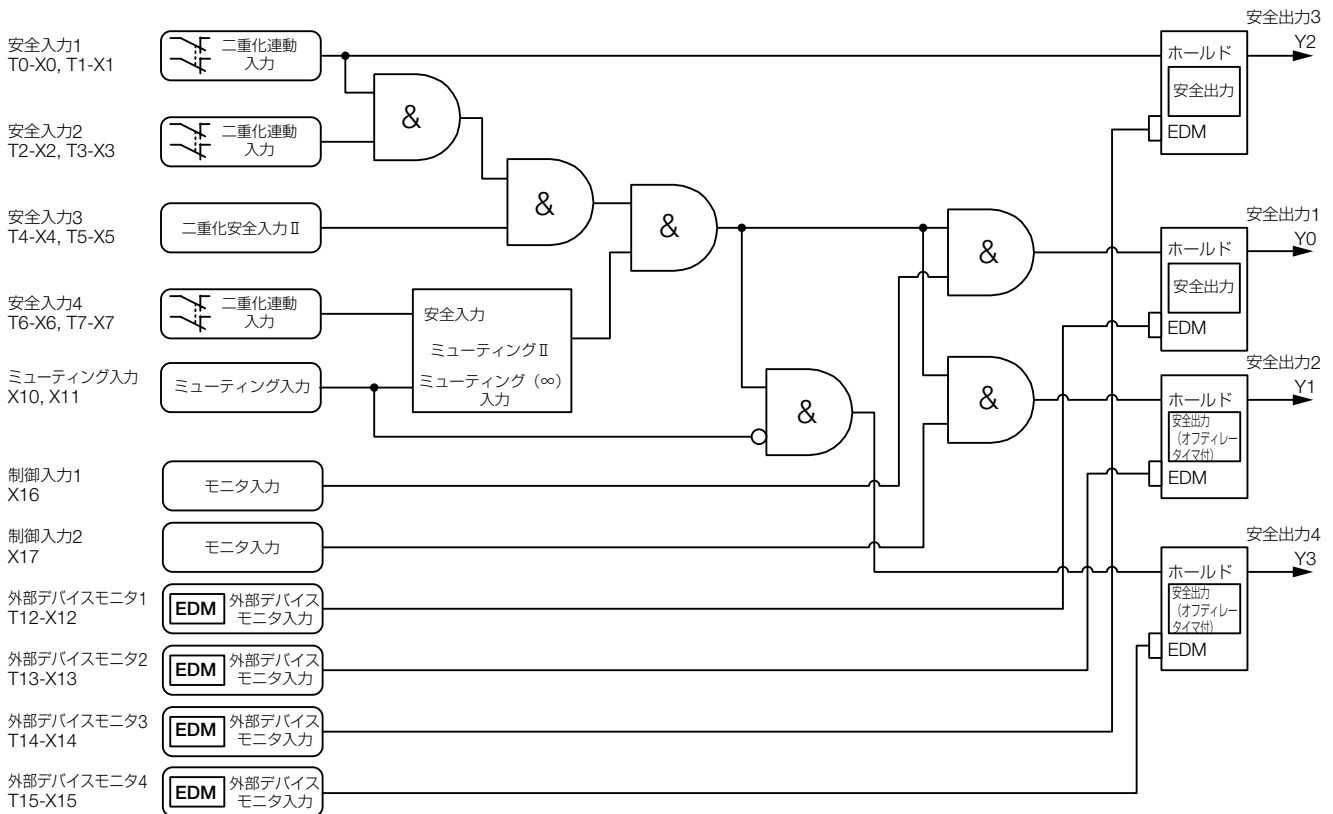 安全入力1
T0-X0, T1-X1
二重化連動
入力
安全入力2
T2-X2, T3-X3
二重化連動
入力
安全入力3
T4-X4, T5-X5
二重化安全入力Ⅱ
安全入力4
T6-X6, T7-X7
二重化連動
入力
ミューティング入力
X10, X11
ミューティング入力
安全入力
ミューティングⅡ
ミューティング（∞）
入力
制御入力1
X16
モニタ入力
制御入力2
X17
モニタ入力
外部デバイスモニタ1
T12-X12
EDM
外部デバイス
モニタ入力
外部デバイスモニタ2
T13-X13
EDM
外部デバイス
モニタ入力
外部デバイスモニタ3
T14-X14
EDM
外部デバイス
モニタ入力
外部デバイスモニタ4
T15-X15
EDM
外部デバイス
モニタ入力
&
&
&
&
&
&
安全出力3
Y2
ホールド
安全出力
EDM
安全出力1
Y0
ホールド
安全出力
EDM
安全出力2
Y1
ホールド
安全出力
（オフディレー
タイマ付）
EDM
安全出力4
Y3
ホールド
安全出力
（オフディレー
タイマ付）
EDM